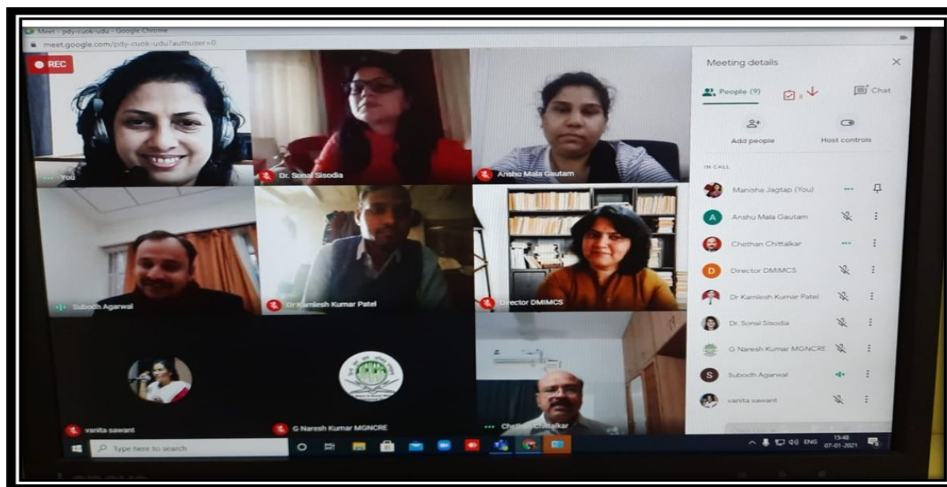 Meet - pdy-cuok-udu - Google Chrome
meet.google.com/pdy-cuok-udu?authuser=0
REC
You
Dr. Sonal Sisodia
Anshu Mala Gautam
Subodh Agarwal
Dr Kamlesh Kumar Patel
Director DMIMCS
vanita sawant
G Naresh Kumar MGNCRE
Chethan Chittalkar
Meeting details
People (9)
Chat
Add people
Host controls
IN CALL
Manisha Jagtap (You)
A Anshu Mala Gautam
Chethan Chittalkar
D Director DMIMCS
Dr Kamlesh Kumar Patel
Dr. Sonal Sisodia
G Naresh Kumar MGNCRE
S Subodh Agarwal
vanita sawant
Type here to search
ENG
15:48
07-01-2021